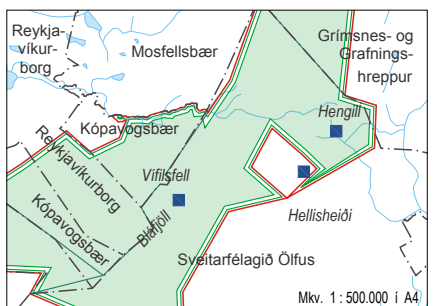 Reykja-
víkur-
borg
Mosfellsbær
Grímsnes- og
Grafnings-
hreppur
Hengill
Kópavogsbær
Reykjavíkurborg
Vífilsfell
Kópavogsbær
Bláfjöll
Hellisheiði
Sveitarfélagið Ölfus
Mkv. 1 : 500.000 í A4